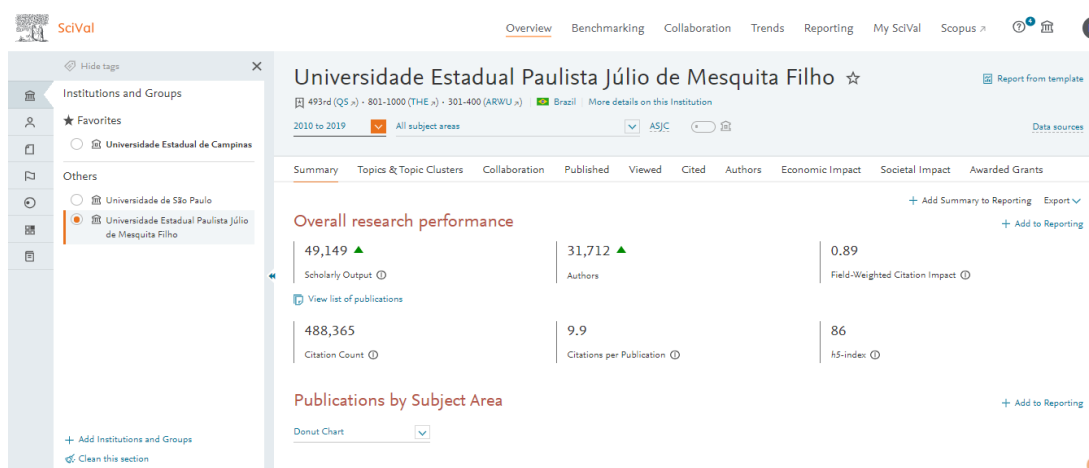 SciVal
Overview Benchmarking Collaboration Trends Reporting My SciVal Scopus ↗ 4
Hide tags
Institutions and Groups
★ Favorites
Universidade Estadual de Campinas
Others
Universidade de São Paulo
Universidade Estadual Paulista Júlio
de Mesquita Filho
+ Add Institutions and Groups
Clean this section
Universidade Estadual Paulista Júlio de Mesquita Filho ☆
Report from template
493rd (QS ↗) • 801-1000 (THE ↗) • 301-400 (ARWU ↗) Brazil More details on this Institution
2010 to 2019 All subject areas ASJC
Data sources
Summary Topics & Topic Clusters Collaboration Published Viewed Cited Authors Economic Impact Societal Impact Awarded Grants
+ Add Summary to Reporting Export
Overall research performance
+ Add to Reporting
49,149 ▲ 31,712 ▲ 0.89
Scholarly Output Authors Field-Weighted Citation Impact
View list of publications
488,365 9.9 86
Citation Count Citations per Publication h5-index
Publications by Subject Area
+ Add to Reporting
Donut Chart